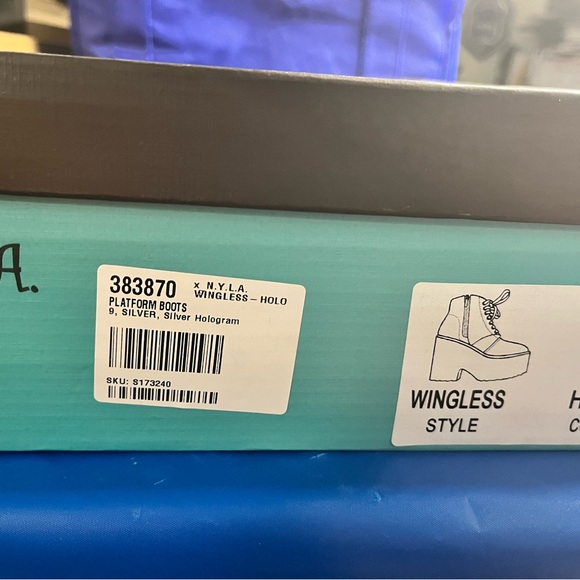 A.
383870
x N.Y.L.A.
WINGLESS – HOLO
PLATFORM BOOTS
9, SILVER, Silver Hologram
SKU: S173240
WINGLESS
STYLE